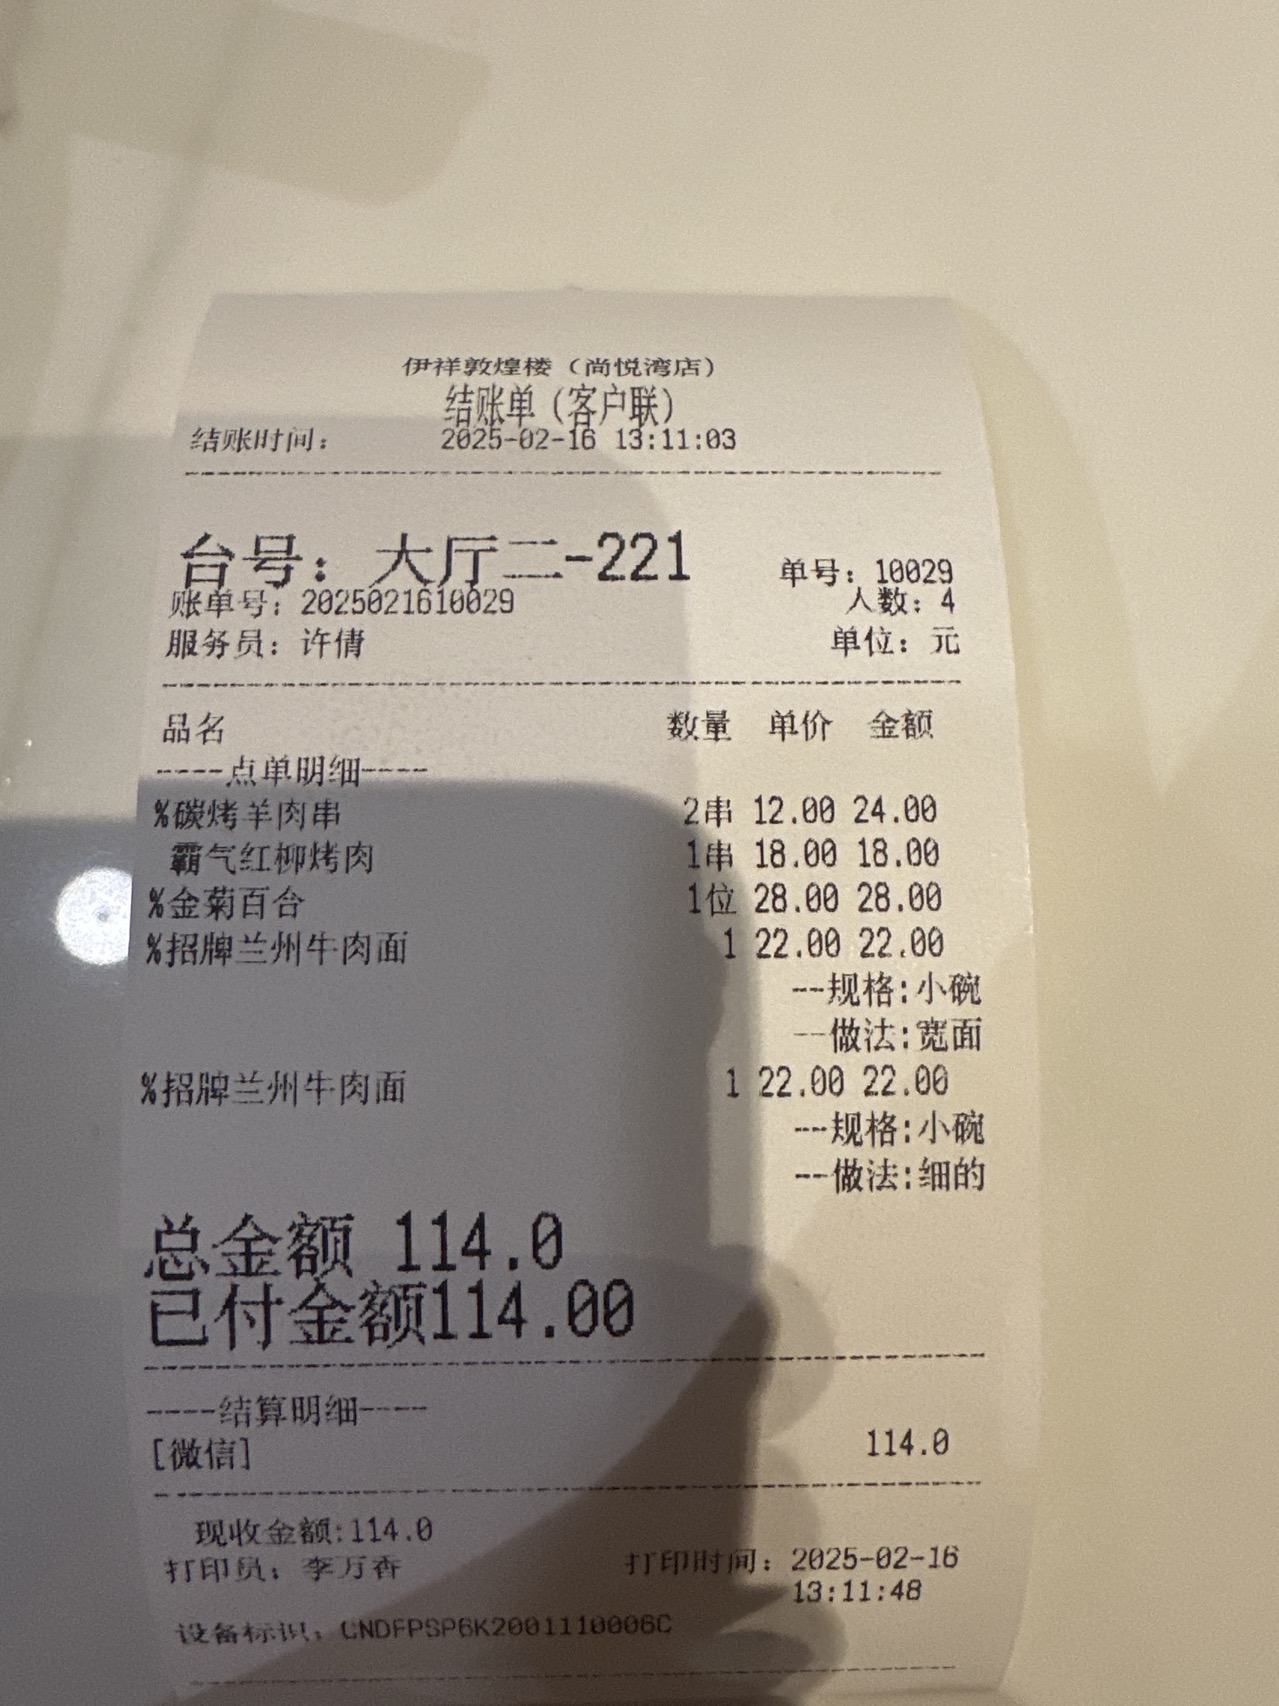 伊祥敦煌楼（尚悦湾店）
结账单（客户联）
结账时间： 2025-02-16 13:11:03
台号：大厅二-221 单号：10029
账单号：2025021610029 人数：4
服务员：许倩 单位：元
品名 数量 单价 金额
----点单明细----
%碳烤羊肉串 2串 12.00 24.00
霸气红柳烤肉 1串 18.00 18.00
%金菊百合 1位 28.00 28.00
%招牌兰州牛肉面 1 22.00 22.00
--规格:小碗
--做法:宽面
%招牌兰州牛肉面 1 22.00 22.00
--规格:小碗
--做法:细的
总金额 114.0
已付金额114.00
----结算明细----
[微信] 114.0
现收金额:114.0
打印员：李万香 打印时间：2025-02-16
13:11:48
设备标识：CNDFPSP6K2001110006C